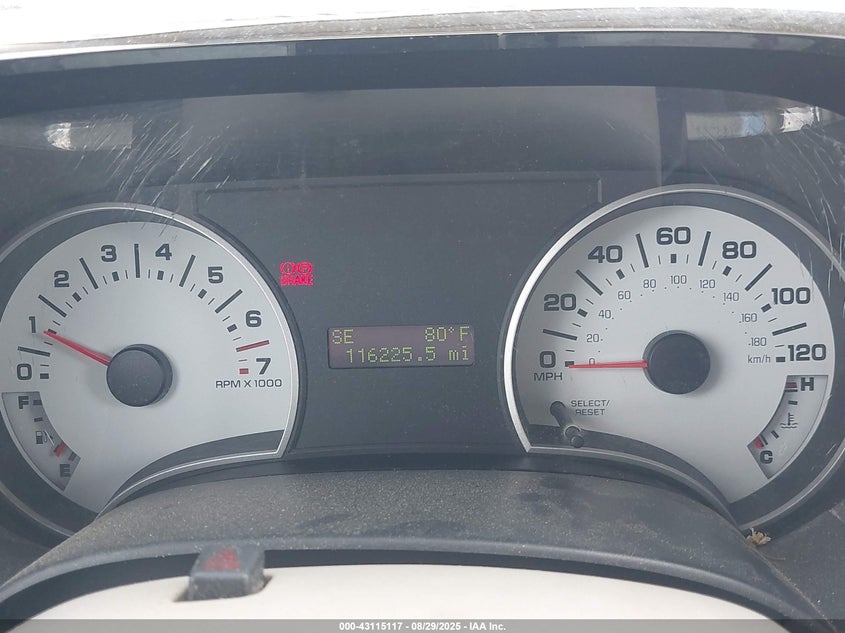 0 1 2 3 4 5 6 7
RPM X 1000
F
E
BRAKE
SE 80°F
116225.5 mi
0 20 40 60 80 100 120
MPH
0 20 40 60 80 100 120 140 160 180
km/h
SELECT/
RESET
H
C
000-43115117 - 08/29/2025 - IAA Inc.